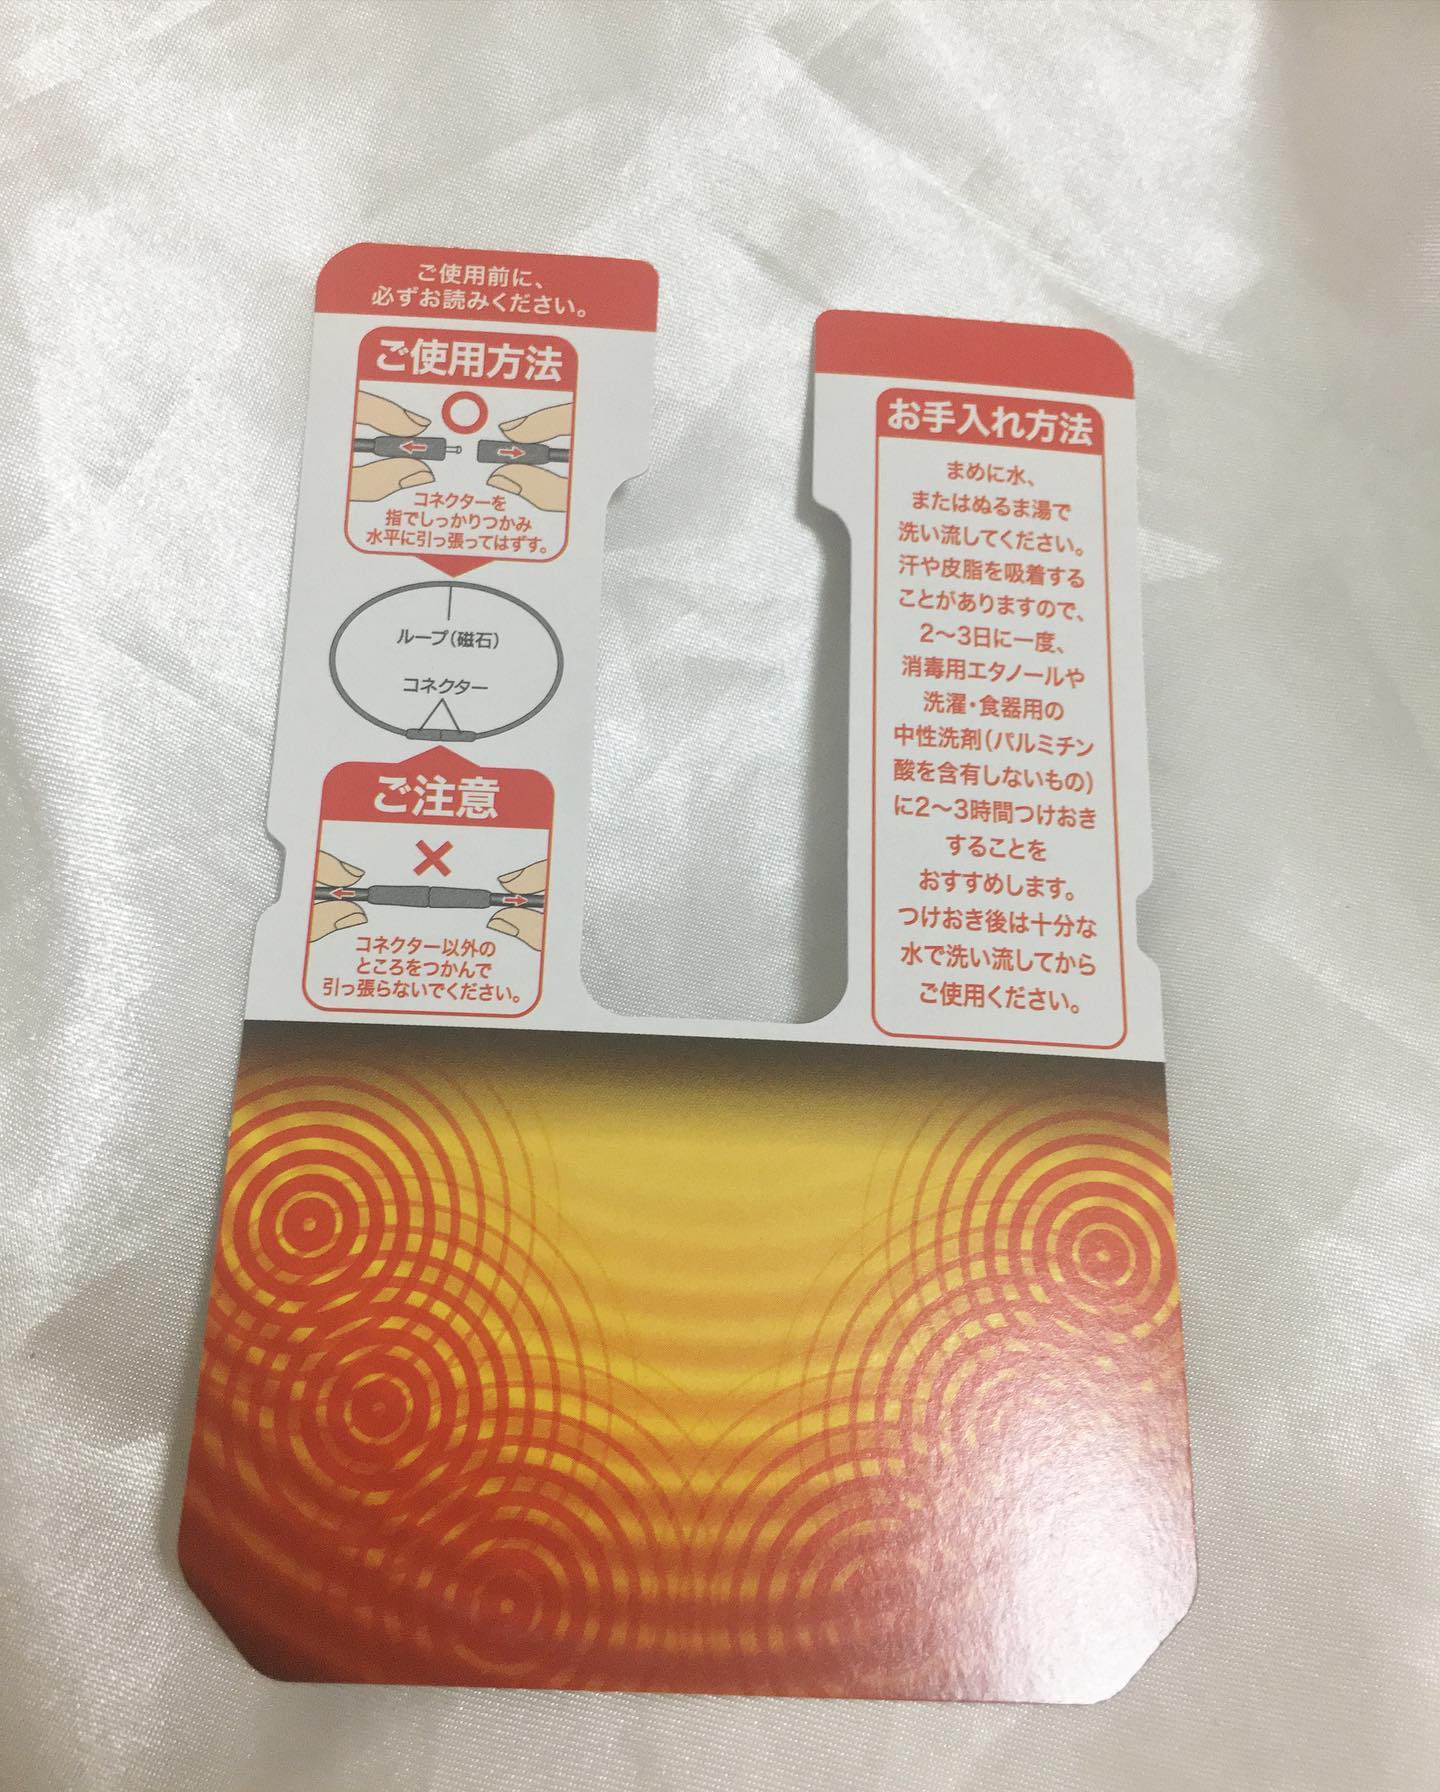 ご使用前に、
必ずお読みください。
ご使用方法
コネクターを
指でしっかりつかみ
水平に引っ張ってはずす。
ループ(磁石)
コネクター
ご注意
コネクター以外の
ところをつかんで
引っ張らないでください。
お手入れ方法
まめに水、
またはぬるま湯で
洗い流してください。
汗や皮脂を吸着する
ことがありますので、
2〜3日に一度、
消毒用エタノールや
洗濯・食器用の
中性洗剤(パルミチン
酸を含有しないもの)
に2〜3時間つけおき
することを
おすすめします。
つけおき後は十分な
水で洗い流してから
ご使用ください。